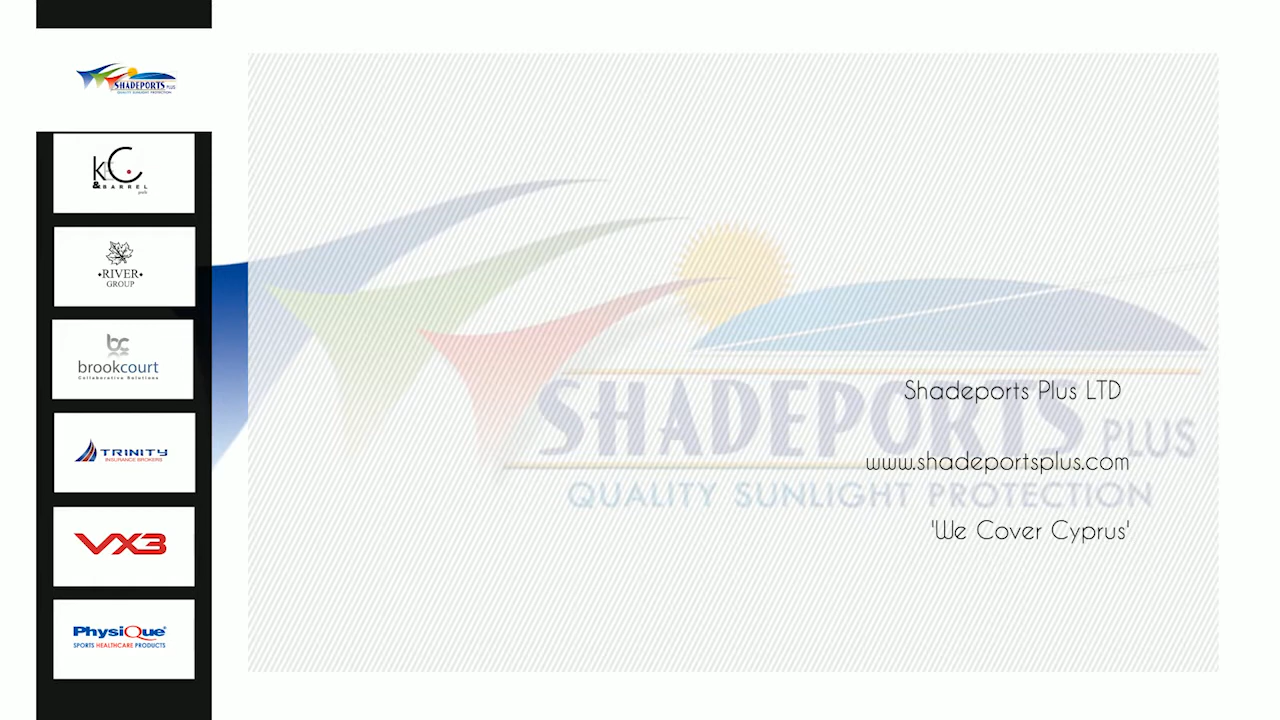 SHADEPORTS PLUS
QUALITY SUNLIGHT PROTECTION
& BARREL
RIVER
GROUP
bc
brookcourt
Collaborative Solutions
TRINITY
INSURANCE BROKERS
VX3
PhysiQue®
SPORTS HEALTHCARE PRODUCTS
SHADEPORTS PLUS
QUALITY SUNLIGHT PROTECTION
Shadeports Plus LTD
www.shadeportsplus.com
'We Cover Cyprus'